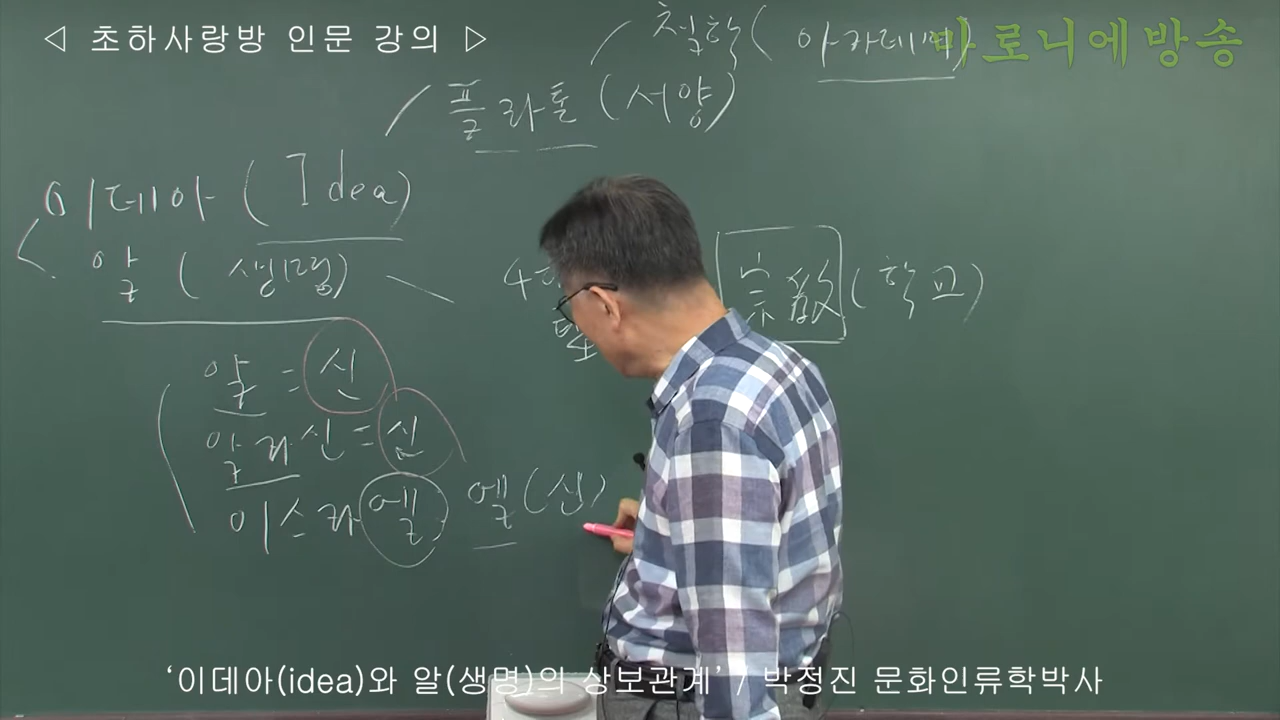 ◁ 초하사랑방 인문 강의 ▷
마로니에방송
철학(아카데미)
플라톤(서양)
이데아(Idea)
알(생명)
4
宗敎(학교)
알=신
알라신=신
이스라엘 엘(신)
'이데아(idea)와 알(생명)의 상보관계' / 박정진 문화인류학박사